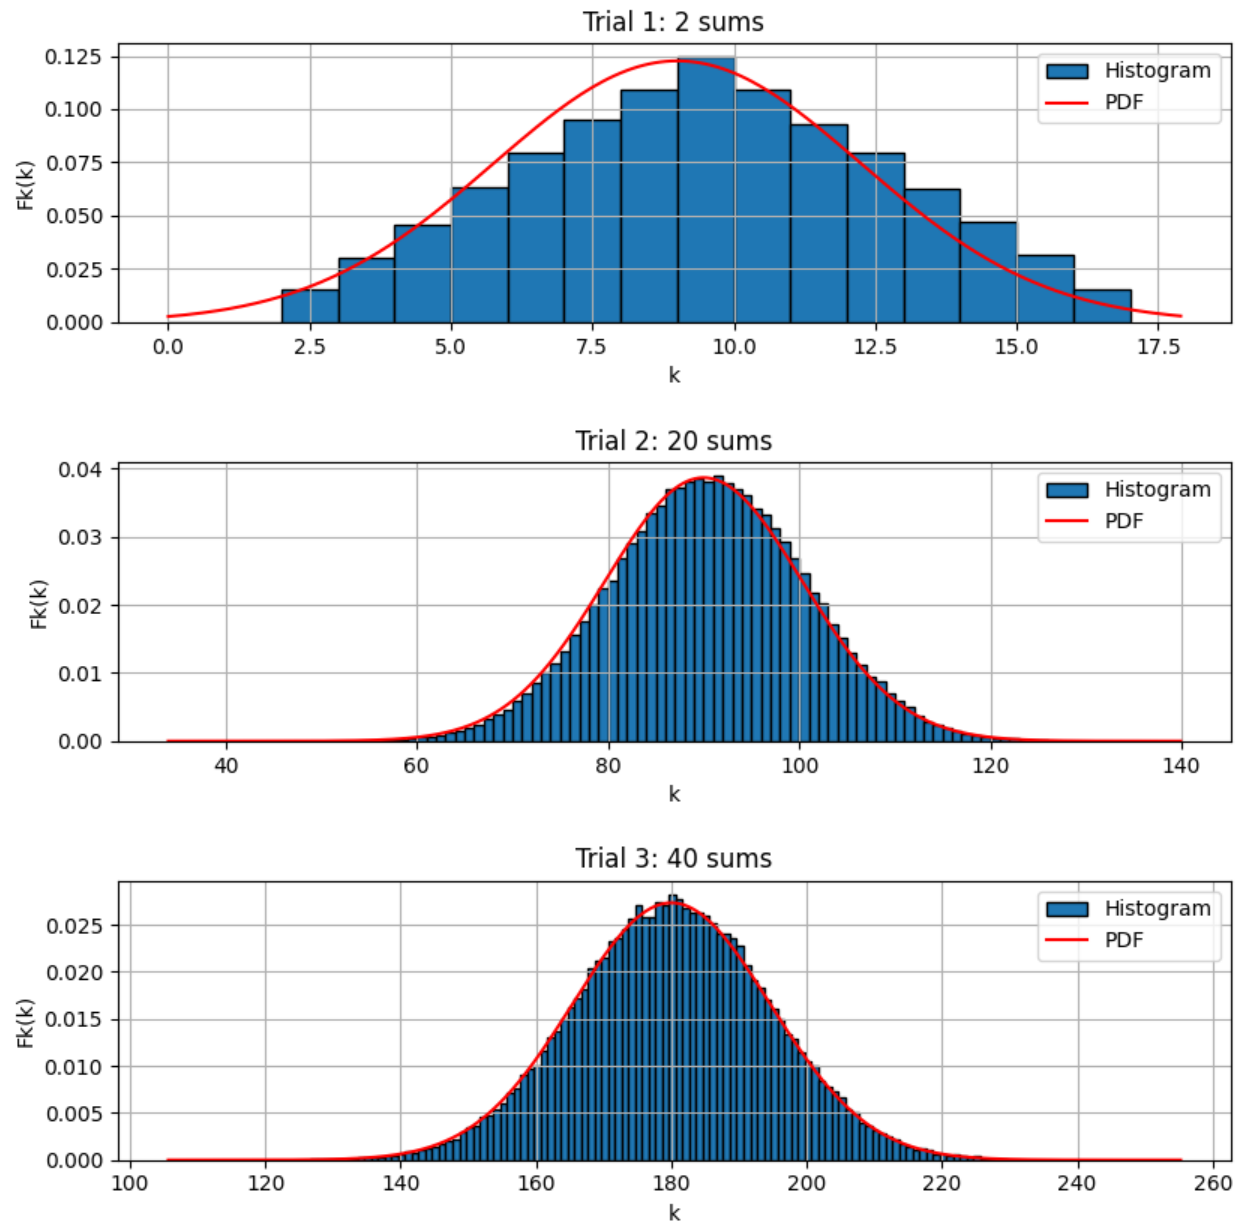 Trial 1: 2 sums
0.125
0.100
0.075
0.050
0.025
0.000
Fk(k)
Histogram
PDF
0.0 2.5 5.0 7.5 10.0 12.5 15.0 17.5
k
Trial 2: 20 sums
0.04
0.03
0.02
0.01
0.00
Fk(k)
Histogram
PDF
40 60 80 100 120 140
k
Trial 3: 40 sums
0.025
0.020
0.015
0.010
0.005
0.000
Fk(k)
Histogram
PDF
100 120 140 160 180 200 220 240 260
k